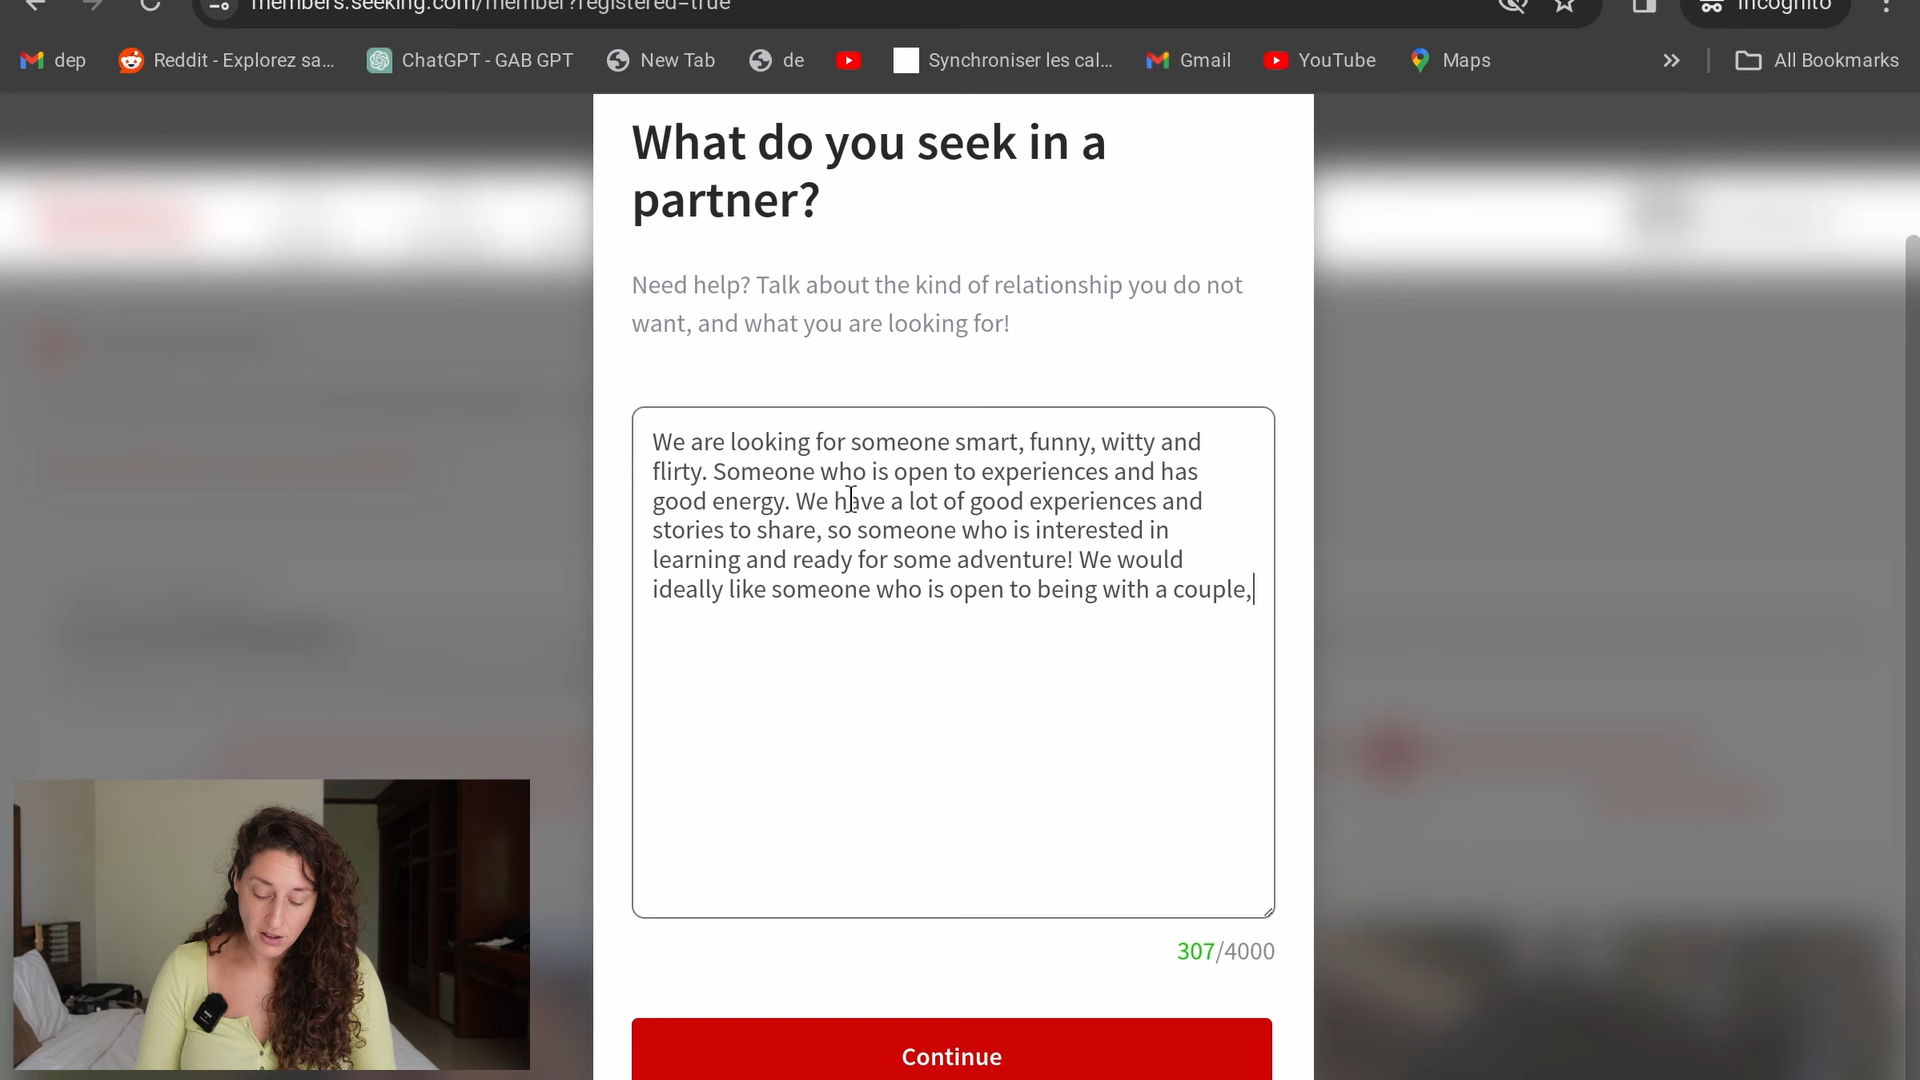 members.seeking.com/member?registered=true
Incognito
dep
Reddit - Explorez sa...
ChatGPT - GAB GPT
New Tab
de
Synchroniser les cal...
Gmail
YouTube
Maps
All Bookmarks
What do you seek in a
partner?
Need help? Talk about the kind of relationship you do not
want, and what you are looking for!
We are looking for someone smart, funny, witty and
flirty. Someone who is open to experiences and has
good energy. We have a lot of good experiences and
stories to share, so someone who is interested in
learning and ready for some adventure! We would
ideally like someone who is open to being with a couple,
307/4000
Continue